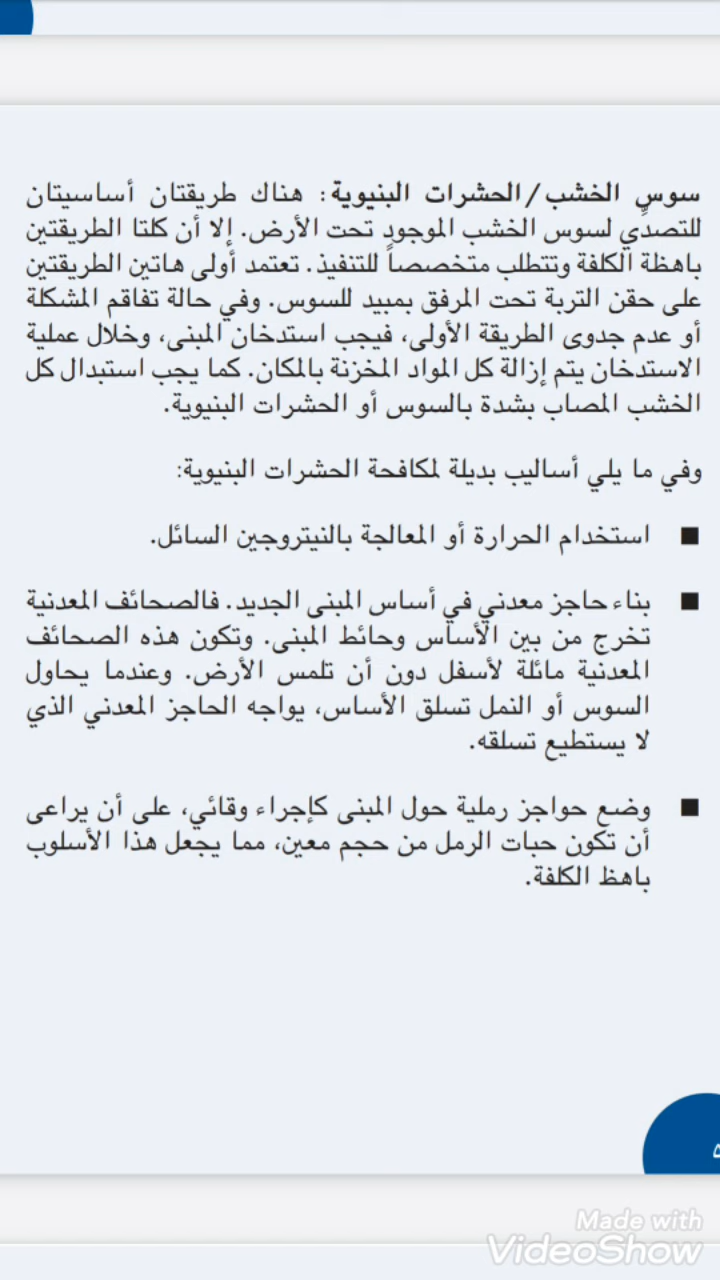 سوس الخشب/الحشرات البنيوية: هناك طريقتان أساسيتان
للتصدّي لسوس الخشب الموجود تحت الأرض. إلا أن كلتا الطريقتين
باهظة الكلفة وتتطلب متخصصاً للتنفيذ. تعتمد أولى هاتين الطريقتين
على حقن التربة تحت المرفق بمبيد للسوس. وفي حالة تفاقم المشكلة
أو عدم جدوى الطريقة الأولى، فيجب استدخان المبنى، وخلال عملية
الاستدخان يتم إزالة كل المواد المخزنة بالمكان. كما يجب استبدال كل
الخشب المصاب بشدة بالسوس أو الحشرات البنيوية.
وفي ما يلي أساليب بديلة لمكافحة الحشرات البنيوية:
■ استخدام الحرارة أو المعالجة بالنيتروجين السائل.
■ بناء حاجز معدني في أساس المبنى الجديد. فالصحائف المعدنية
تخرج من بين الأساس وحائط المبنى. وتكون هذه الصحائف
المعدنية مائلة لأسفل دون أن تلمس الأرض. وعندما يحاول
السوس أو النمل تسلق الأساس، يواجه الحاجز المعدني الذي
لا يستطيع تسلقه.
■ وضع حواجز رملية حول المبنى كإجراء وقائي، على أن يراعى
أن تكون حبات الرمل من حجم معين، مما يجعل هذا الأسلوب
باهظ الكلفة.
Made with
VideoShow